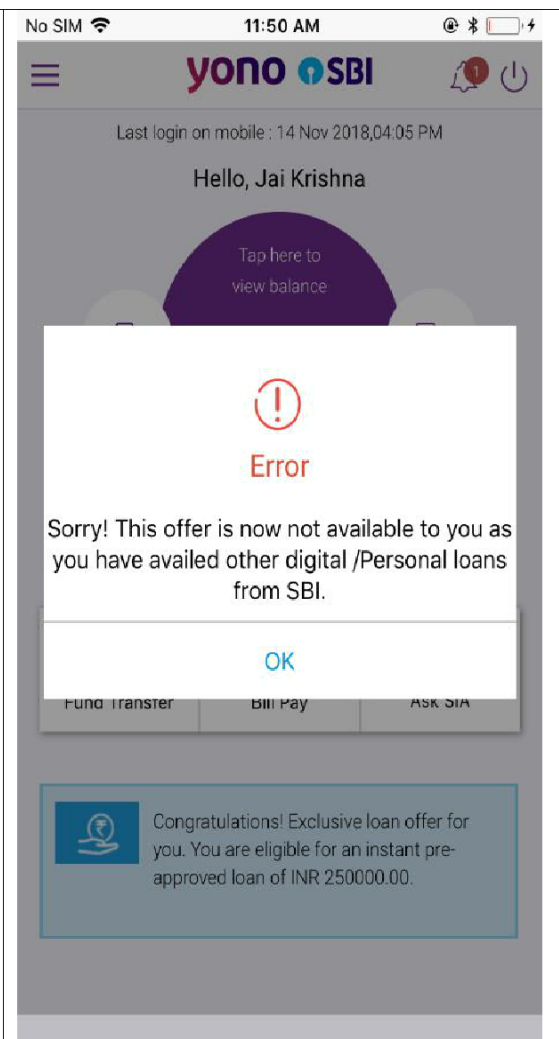 No SIM 11:50 AM
yono SBI
1
Last login on mobile : 14 Nov 2018,04:05 PM
Hello, Jai Krishna
Tap here to
view balance
Error
Sorry! This offer is now not available to you as
you have availed other digital /Personal loans
from SBI.
OK
Fund Transfer Bill Pay Ask SIA
Congratulations! Exclusive loan offer for
you. You are eligible for an instant pre-
approved loan of INR 250000.00.